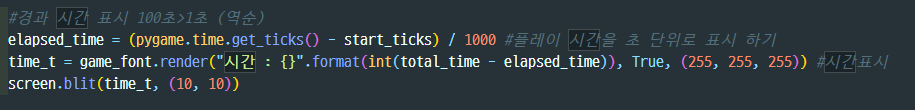 #경과 시간 표시 100초>1초 (역순)
elapsed_time = (pygame.time.get_ticks() - start_ticks) / 1000 #플레이 시간을 초 단위로 표시 하기
time_t = game_font.render("시간 : {}".format(int(total_time - elapsed_time)), True, (255, 255, 255)) #시간표시
screen.blit(time_t, (10, 10))